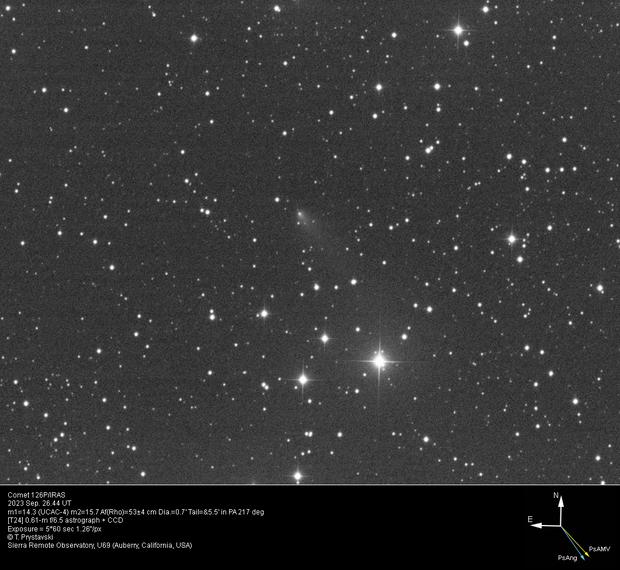 Comet 126P/IRAS
2023 Sep. 26.44 UT
m1=14.3 (UCAC-4) m2=15.7 Af(Rho)=53±4 cm Dia.=0.7' Tail=&5.5' in PA 217 deg
[T24] 0.61-m f/6.5 astrograph + CCD
Exposure = 5*60 sec 1.26"/px
© T. Prystavski
Sierra Remote Observatory, U69 (Auberry, California, USA)
N
E
PsAMV
PsAng